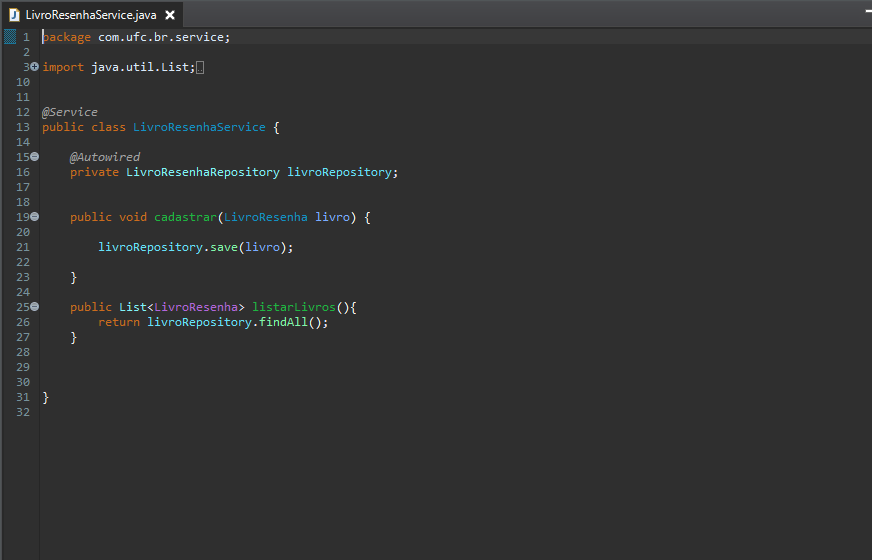 LivroResenhaService.java
1 package com.ufc.br.service;
2
3 import java.util.List;
10
11
12 @Service
13 public class LivroResenhaService {
14
15 @Autowired
16 private LivroResenhaRepository livroRepository;
17
18
19 public void cadastrar(LivroResenha livro) {
20
21 livroRepository.save(livro);
22
23 }
24
25 public List<LivroResenha> listarLivros(){
26 return livroRepository.findAll();
27 }
28
29
30
31 }
32